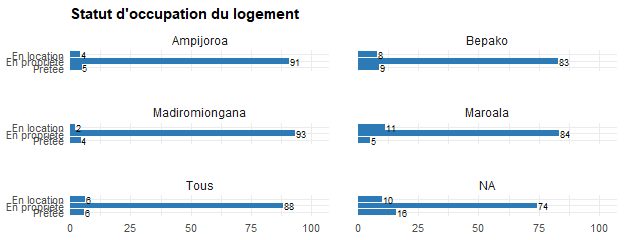 Statut d'occupation du logement
Ampijoroa
Bepako
En location
4
8
En propriété
91
83
Prêtée
5
9
Madiromiongana
Maroala
En location
2
11
En propriété
93
84
Prêtée
4
5
Tous
NA
En location
6
10
En propriété
88
74
Prêtée
6
16
0 25 50 75 100
0 25 50 75 100